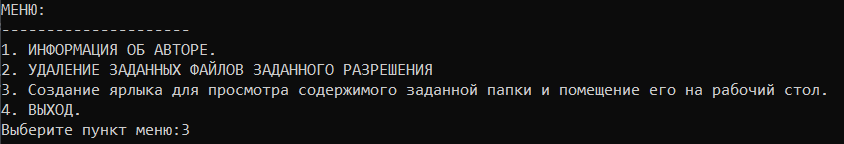 МЕНЮ:
---------------------
1. ИНФОРМАЦИЯ ОБ АВТОРЕ.
2. УДАЛЕНИЕ ЗАДАННЫХ ФАЙЛОВ ЗАДАННОГО РАЗРЕШЕНИЯ
3. Создание ярлыка для просмотра содержимого заданной папки и помещение его на рабочий стол.
4. ВЫХОД.
Выберите пункт меню:3